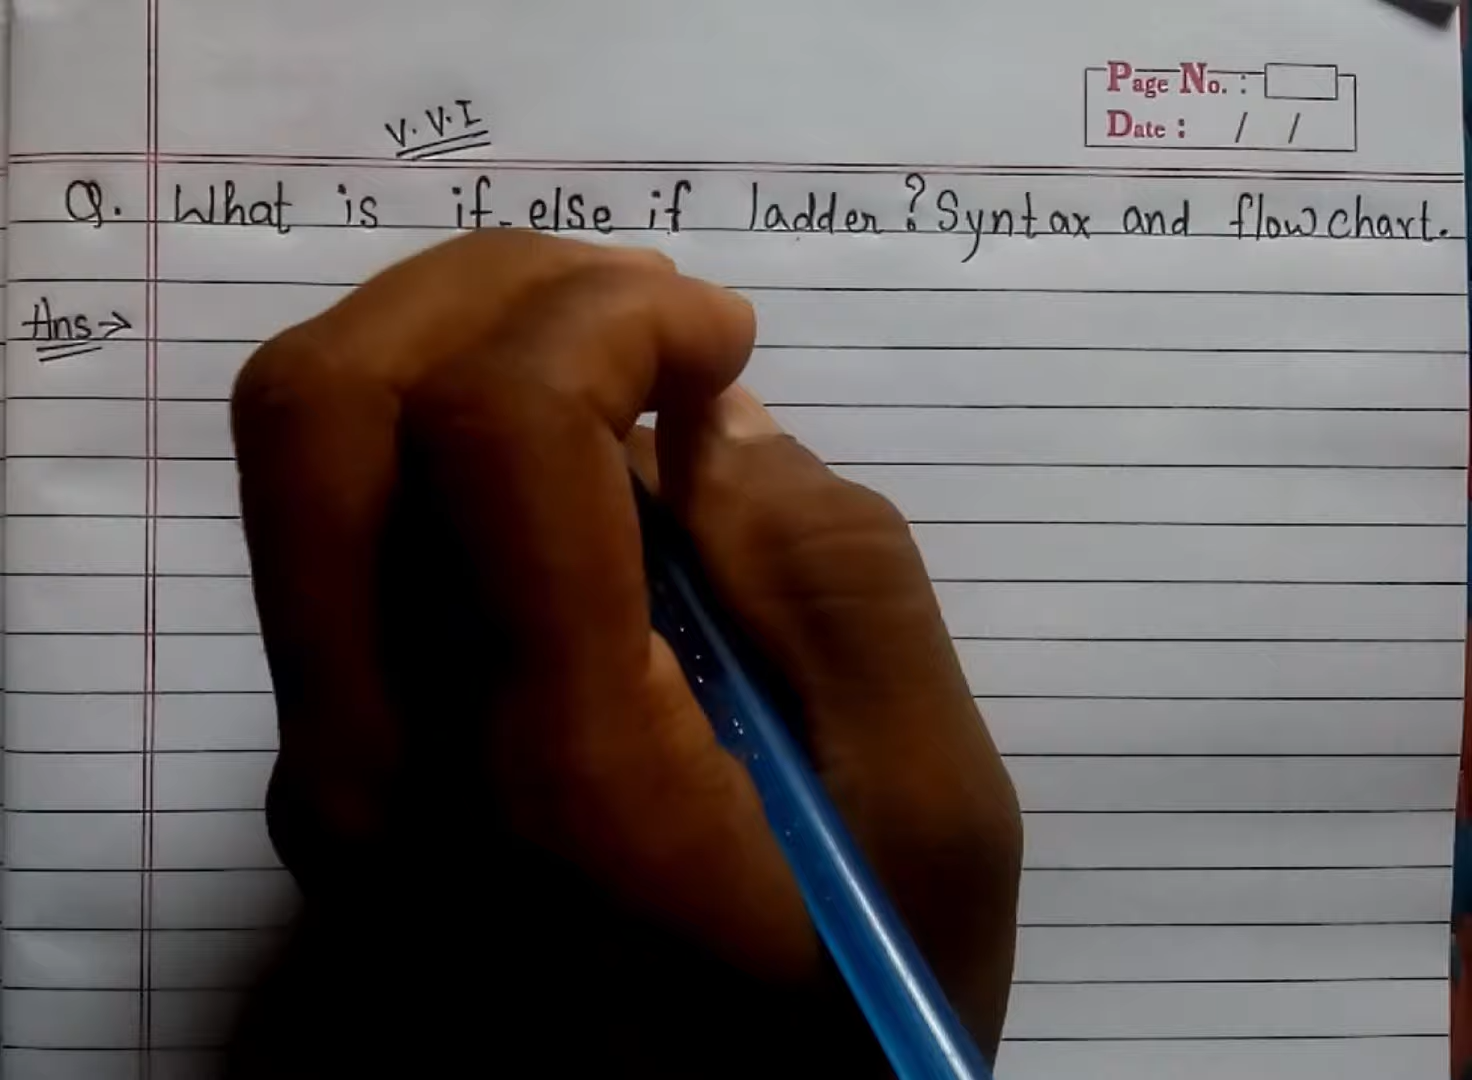 Page No. :
Date : / /
V.V.I
Q. What is if-else if ladder? Syntax and flowchart.
Ans→